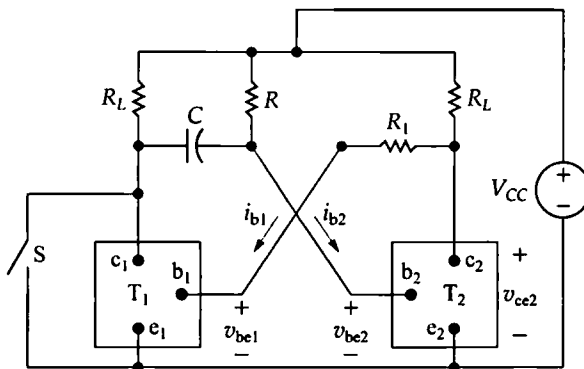 R_L
C
R
R_L
R_1
V_CC
+
−
i_b1
i_b2
S
c_1
T_1
b_1
e_1
+
v_be1
−
+
v_be2
−
c_2
b_2
T_2
e_2
+
v_ce2
−